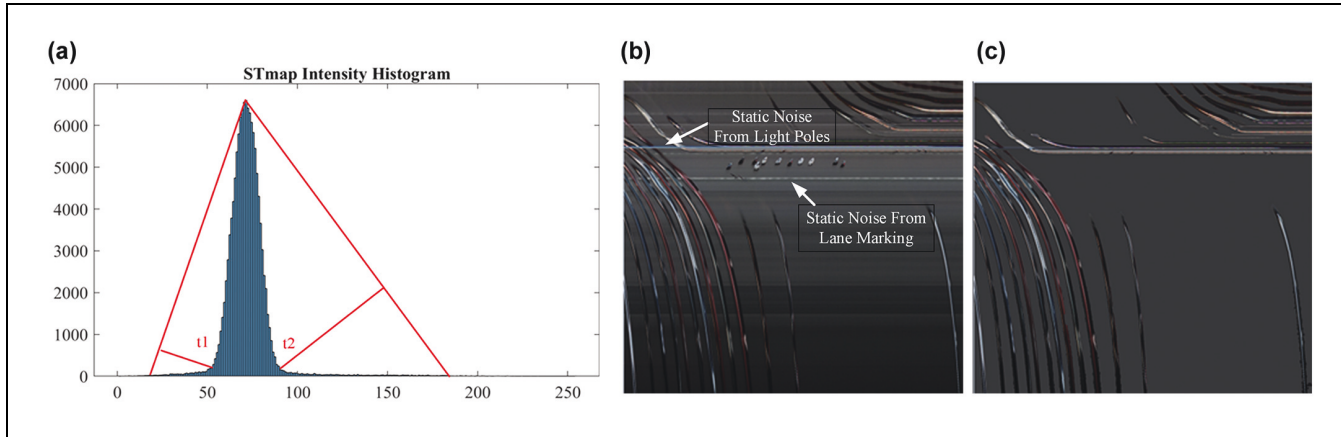 (a)
STmap Intensity Histogram
7000
6000
5000
4000
3000
2000
1000
0
t1
t2
0 50 100 150 200 250
(b)
Static Noise
From Light Poles
Static Noise From
Lane Marking
(c)